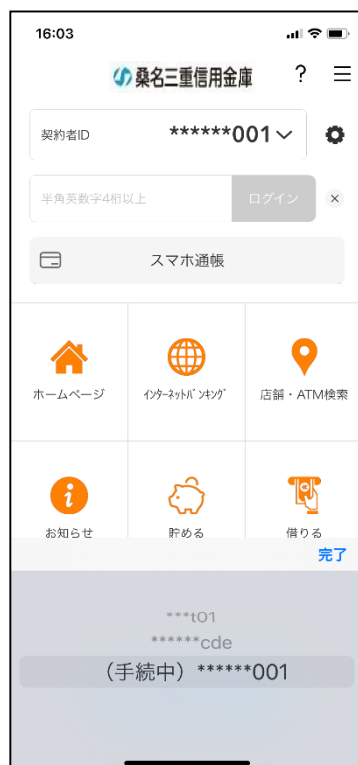 16:03
桑名三重信用金庫 ?
契約者ID ******001
半角英数字4桁以上 ログイン ×
スマホ通帳
ホームページ インターネットバンキング 店舗・ATM検索
お知らせ 貯める 借りる
完了
***t01
******cde
(手続中) ******001